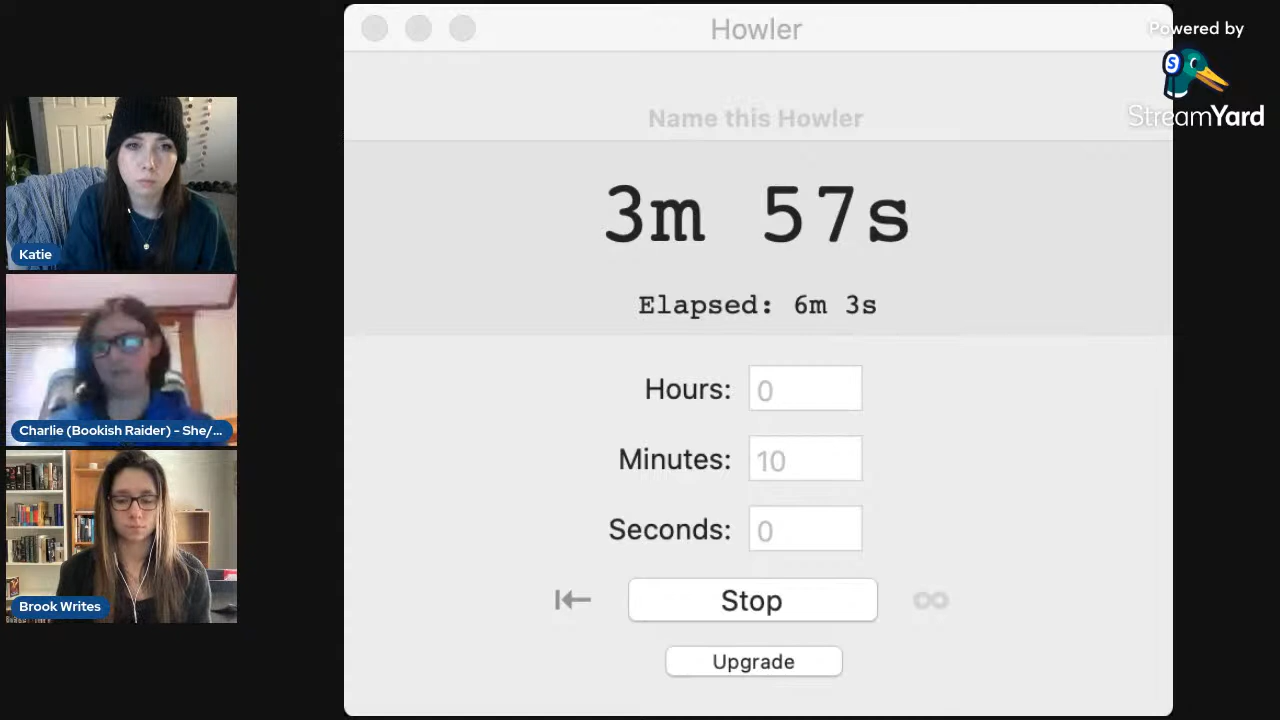 Howler
Powered by
StreamYard
Name this Howler
3m 57s
Elapsed: 6m 3s
Hours: 0
Minutes: 10
Seconds: 0
Stop
Upgrade
Katie
Charlie (Bookish Raider) - She/...
Brook Writes